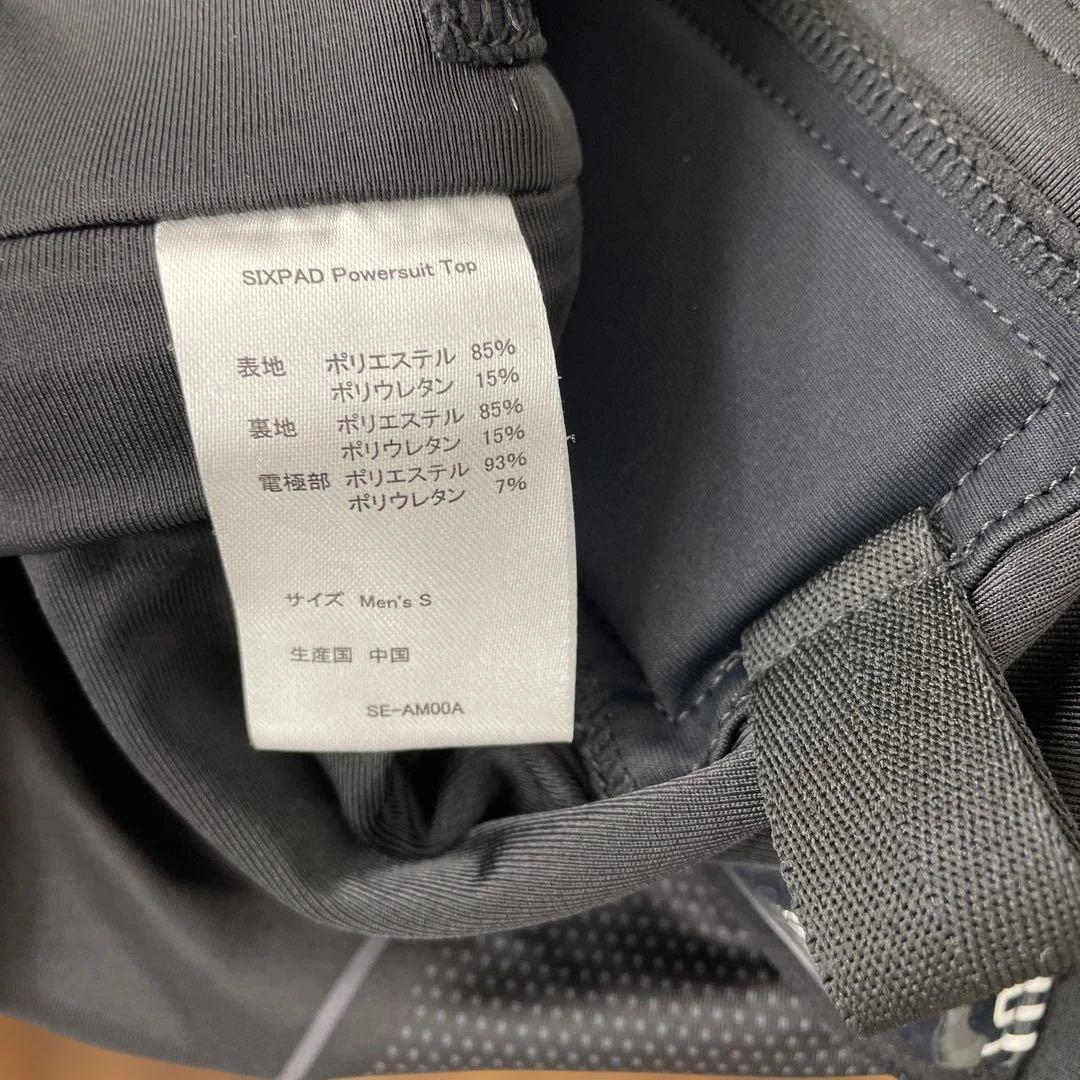 SIXPAD Powersuit Top
表地 ポリエステル 85%
ポリウレタン 15%
裏地 ポリエステル 85%
ポリウレタン 15%
電極部 ポリエステル 93%
ポリウレタン 7%
サイズ Men's S
生産国 中国
SE-AM00A